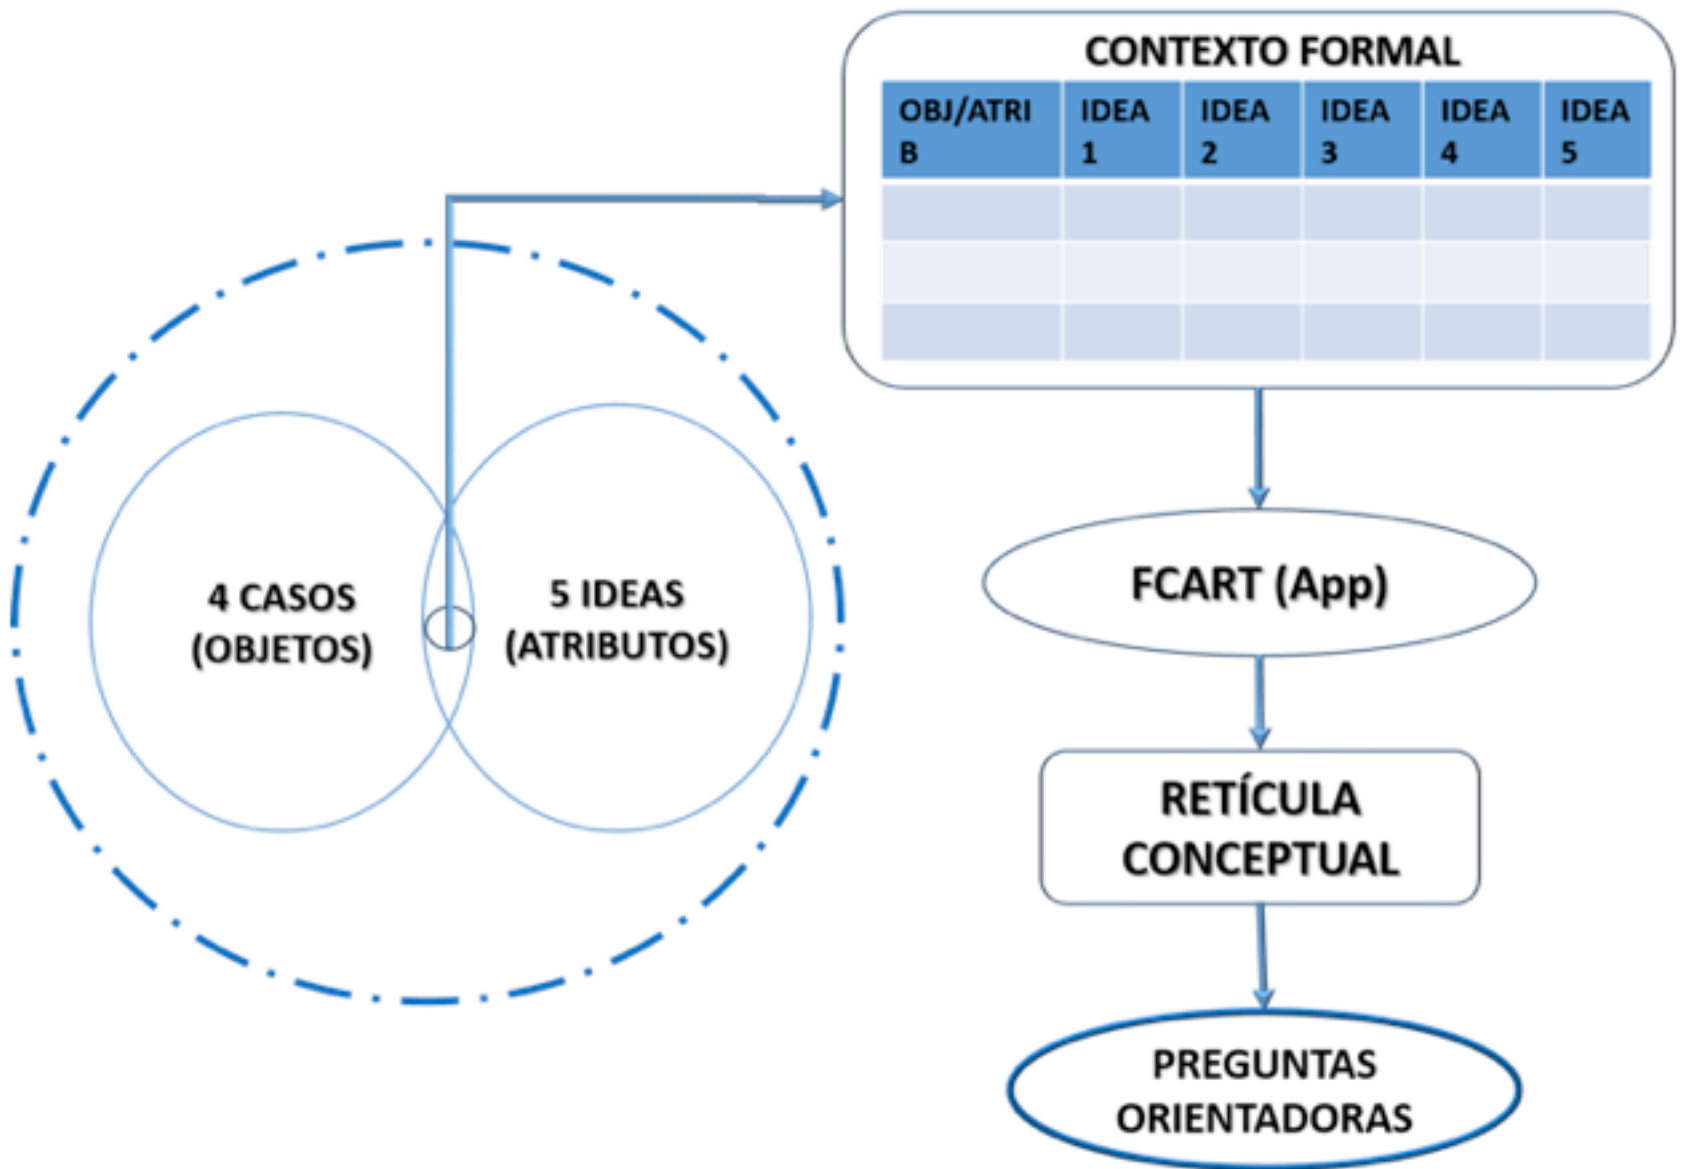 CONTEXTO FORMAL
OBJ/ATRI IDEA IDEA IDEA IDEA IDEA
B 1 2 3 4 5
4 CASOS
(OBJETOS)
5 IDEAS
(ATRIBUTOS)
FCART (App)
RETÍCULA
CONCEPTUAL
PREGUNTAS
ORIENTADORAS